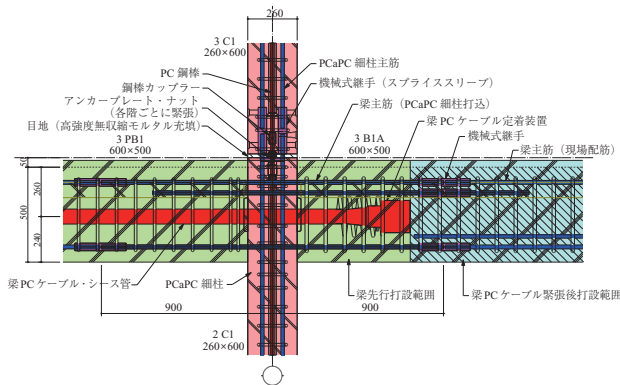 260
3 C1
260×600
PC 鋼棒
鋼棒カップラー
アンカープレート・ナット
(各階ごとに緊張)
目地(高強度無収縮モルタル充填)
PCaPC 細柱主筋
機械式継手(スプライススリーブ)
梁主筋(PCaPC 細柱打込)
梁 PC ケーブル定着装置
機械式継手
梁主筋(現場配筋)
3 PB1
600×500
3 B1A
600×500
50
260
500
240
梁 PC ケーブル・シース管
PCaPC 細柱
梁先行打設範囲
梁 PC ケーブル緊張後打設範囲
900
900
2 C1
260×600